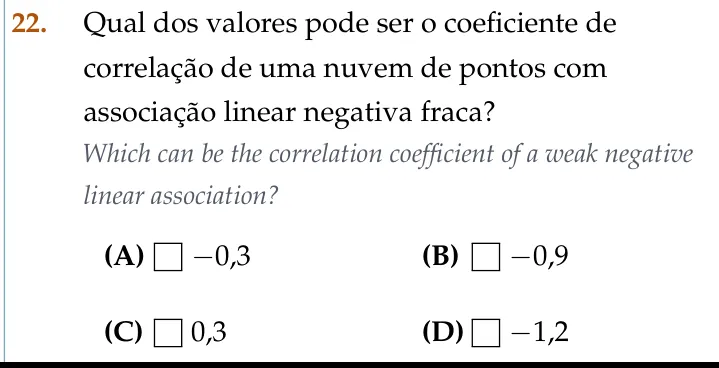 22. Qual dos valores pode ser o coeficiente de
correlação de uma nuvem de pontos com
associação linear negativa fraca?
Which can be the correlation coefficient of a weak negative
linear association?
(A) □ −0,3 (B) □ −0,9
(C) □ 0,3 (D) □ −1,2